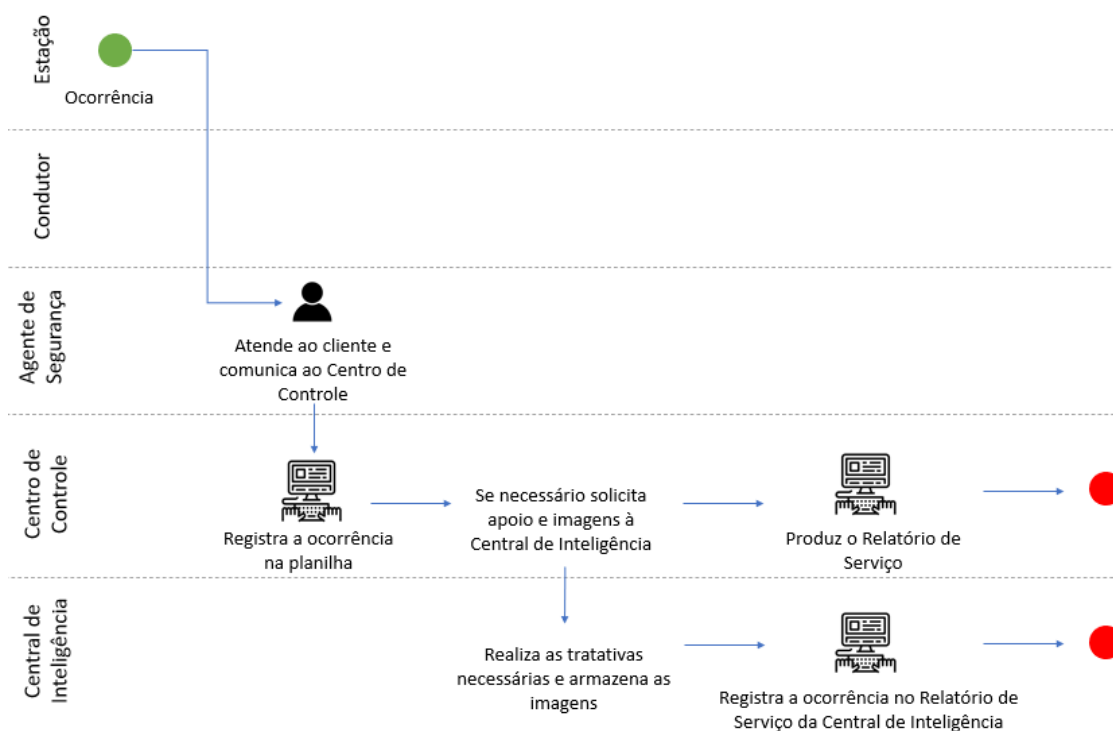 Estação
Ocorrência
Condutor
Agente de
Segurança
Atende ao cliente e
comunica ao Centro de
Controle
Centro de
Controle
Registra a ocorrência
na planilha
Se necessário solicita
apoio e imagens à
Central de Inteligência
Produz o Relatório de
Serviço
Central de
Inteligência
Realiza as tratativas
necessárias e armazena as
imagens
Registra a ocorrência no Relatório de
Serviço da Central de Inteligência